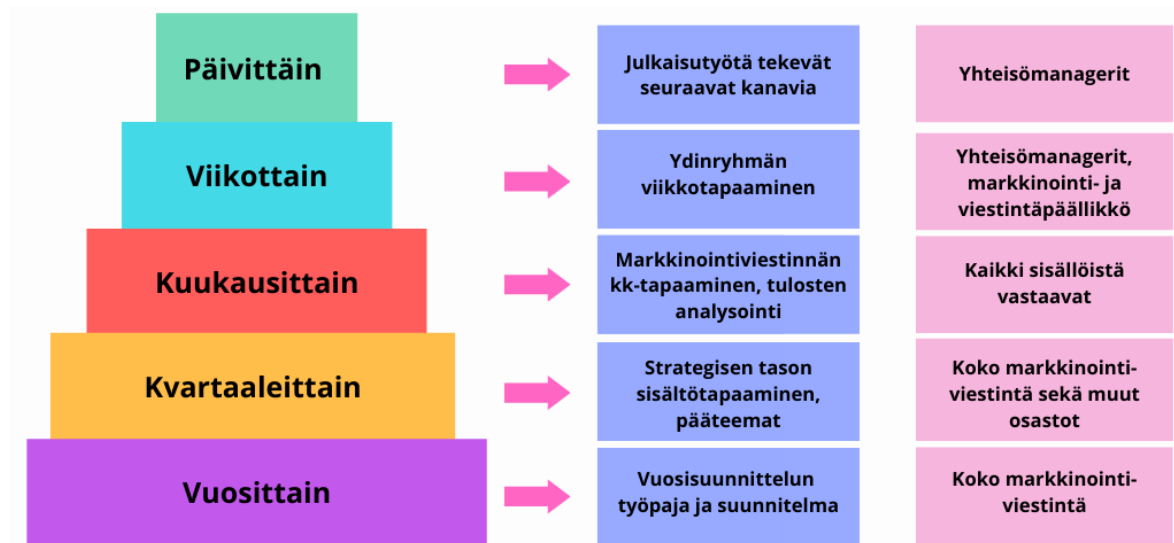 Päivittäin
Julkaisutyötä tekevät
seuraavat kanavia
Yhteisömanagerit
Viikottain
Ydinryhmän
viikkotapaaminen
Yhteisömanagerit,
markkinointi- ja
viestintäpäällikkö
Kuukausittain
Markkinointiviestinnän
kk-tapaaminen, tulosten
analysointi
Kaikki sisällöistä
vastaavat
Kvartaaleittain
Strategisen tason
sisältötapaaminen,
pääteemat
Koko markkinointi-
viestintä sekä muut
osastot
Vuosittain
Vuosisuunnittelun
työpaja ja suunnitelma
Koko markkinointi-
viestintä